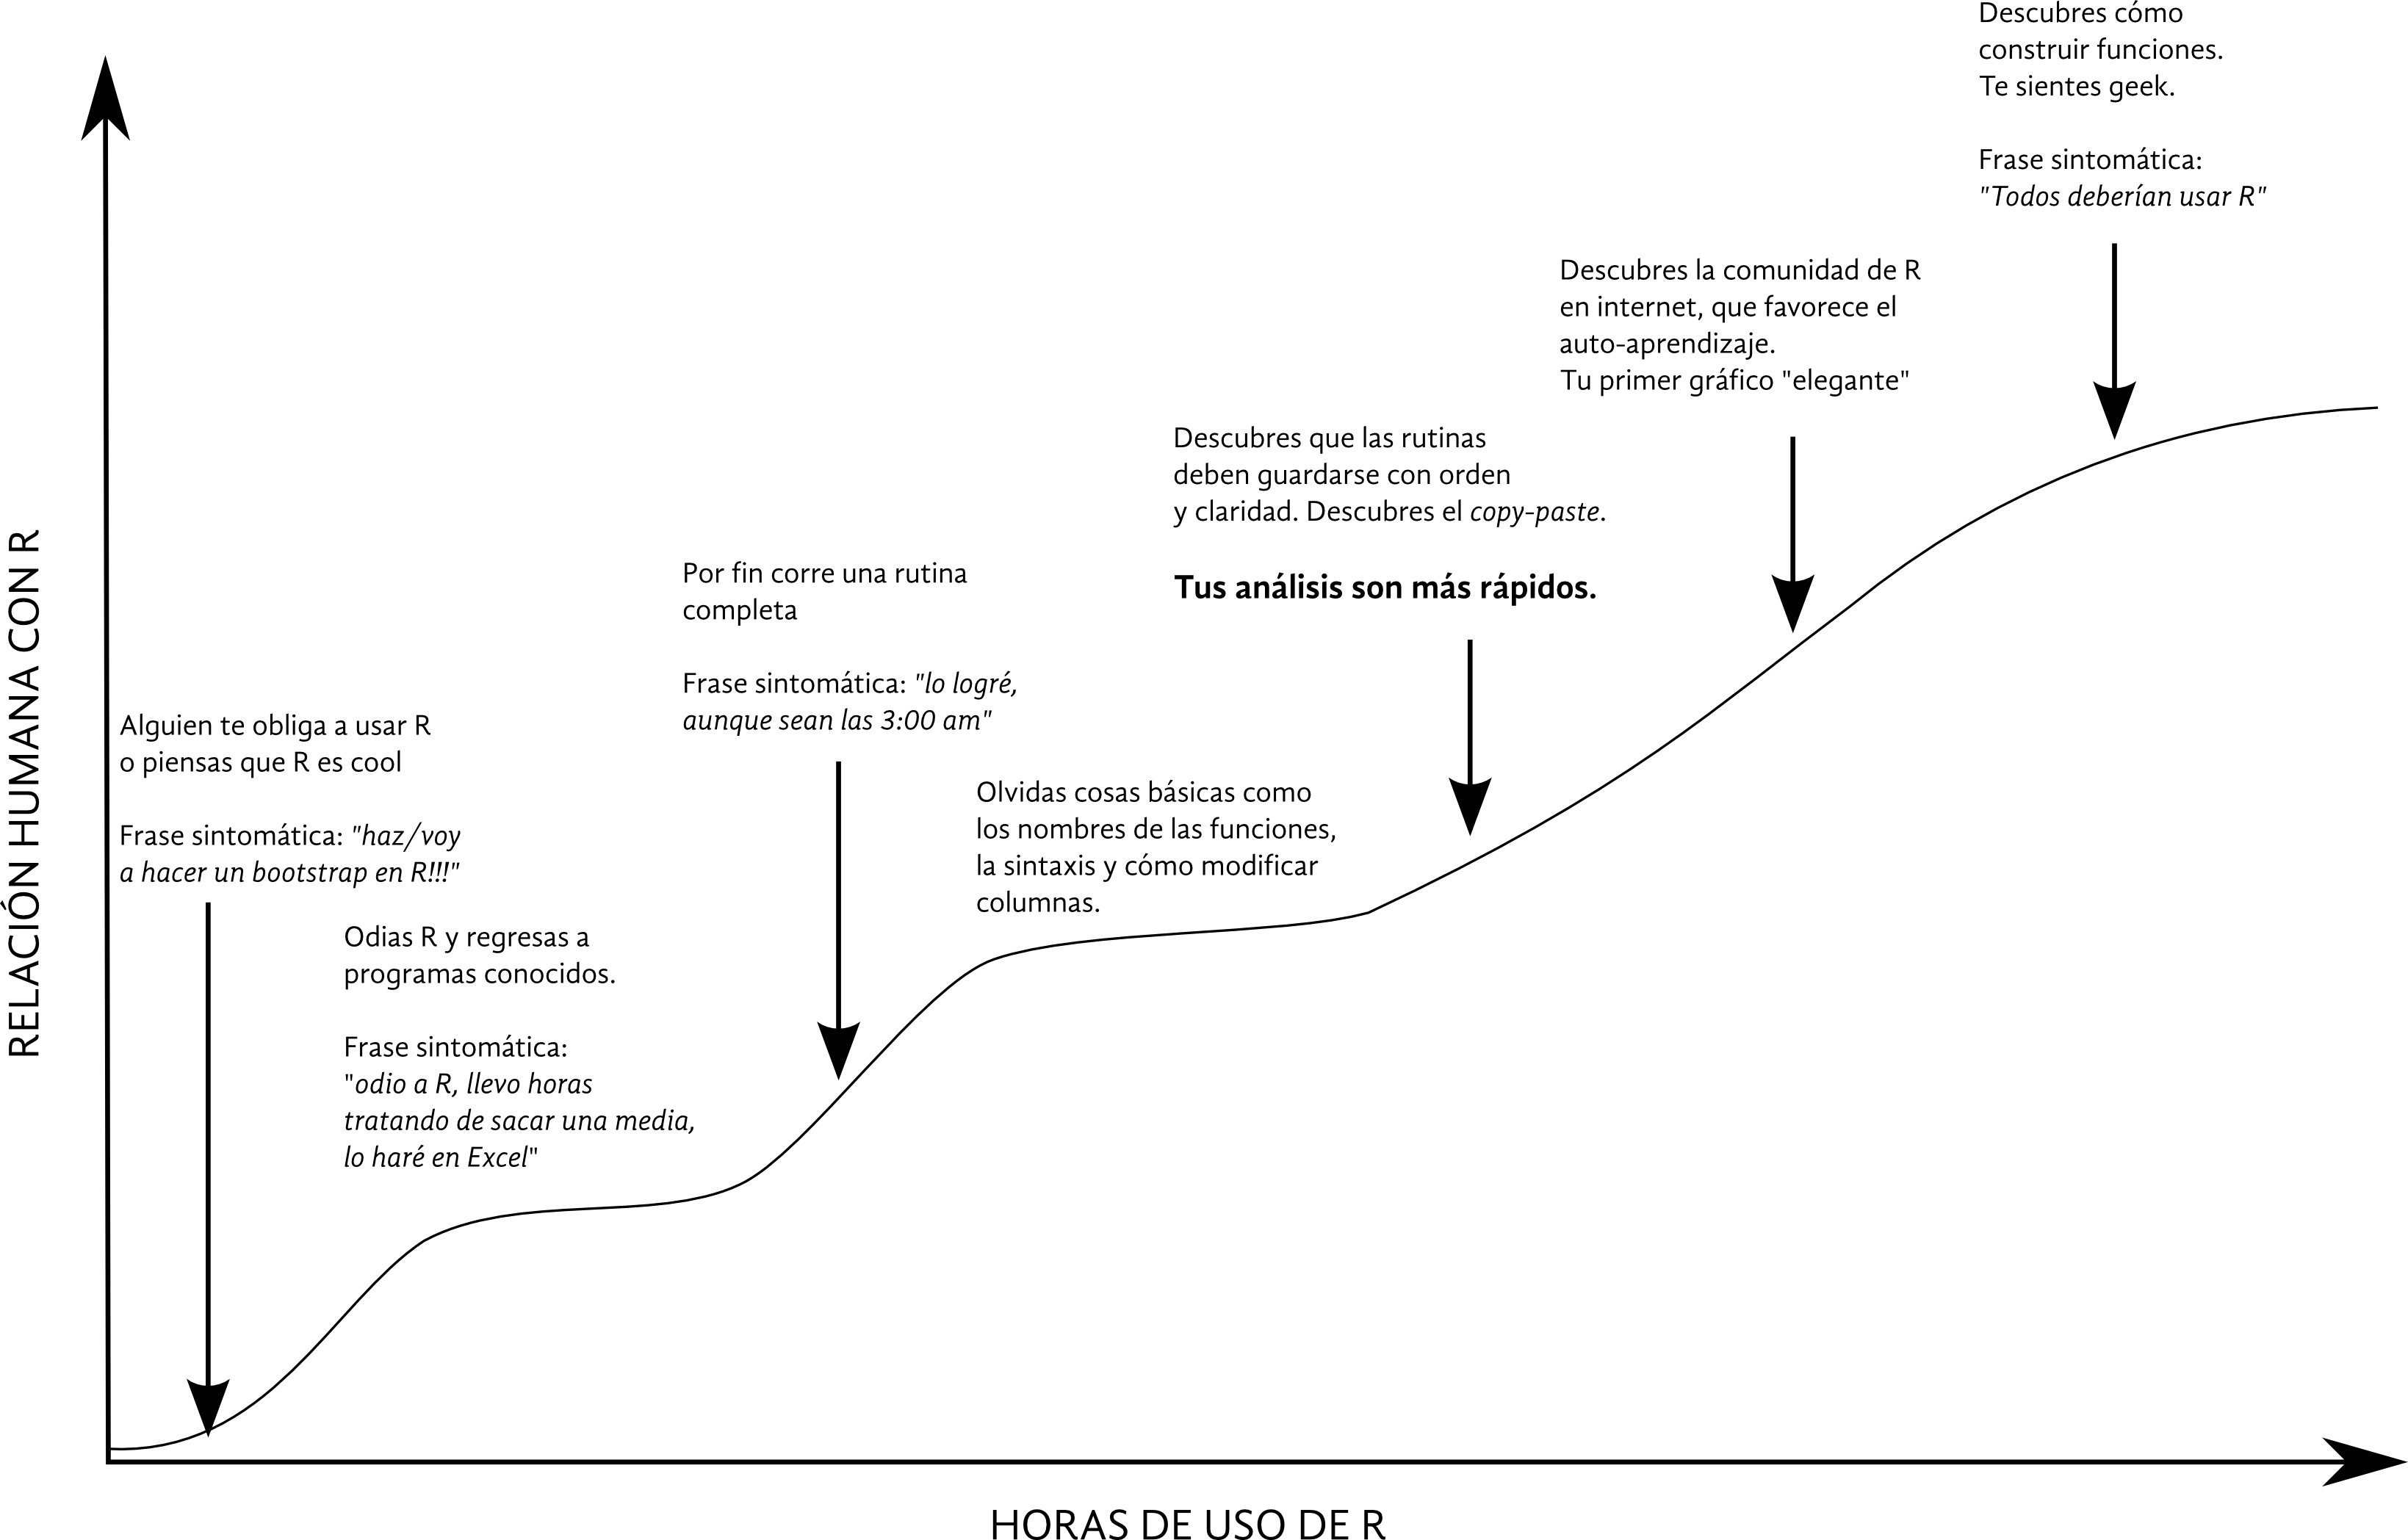 RELACIÓN HUMANA CON R
Alguien te obliga a usar R
o piensas que R es cool
Frase sintomática: "haz/voy
a hacer un bootstrap en R!!!"
Odias R y regresas a
programas conocidos.
Frase sintomática:
"odio a R, llevo horas
tratando de sacar una media,
lo haré en Excel"
Por fin corre una rutina
completa
Frase sintomática: "lo logré,
aunque sean las 3:00 am"
Olvidas cosas básicas como
los nombres de las funciones,
la sintaxis y cómo modificar
columnas.
Descubres que las rutinas
deben guardarse con orden
y claridad. Descubres el copy-paste.
Tus análisis son más rápidos.
Descubres la comunidad de R
en internet, que favorece el
auto-aprendizaje.
Tu primer gráfico "elegante"
Descubres cómo
construir funciones.
Te sientes geek.
Frase sintomática:
"Todos deberían usar R"
HORAS DE USO DE R